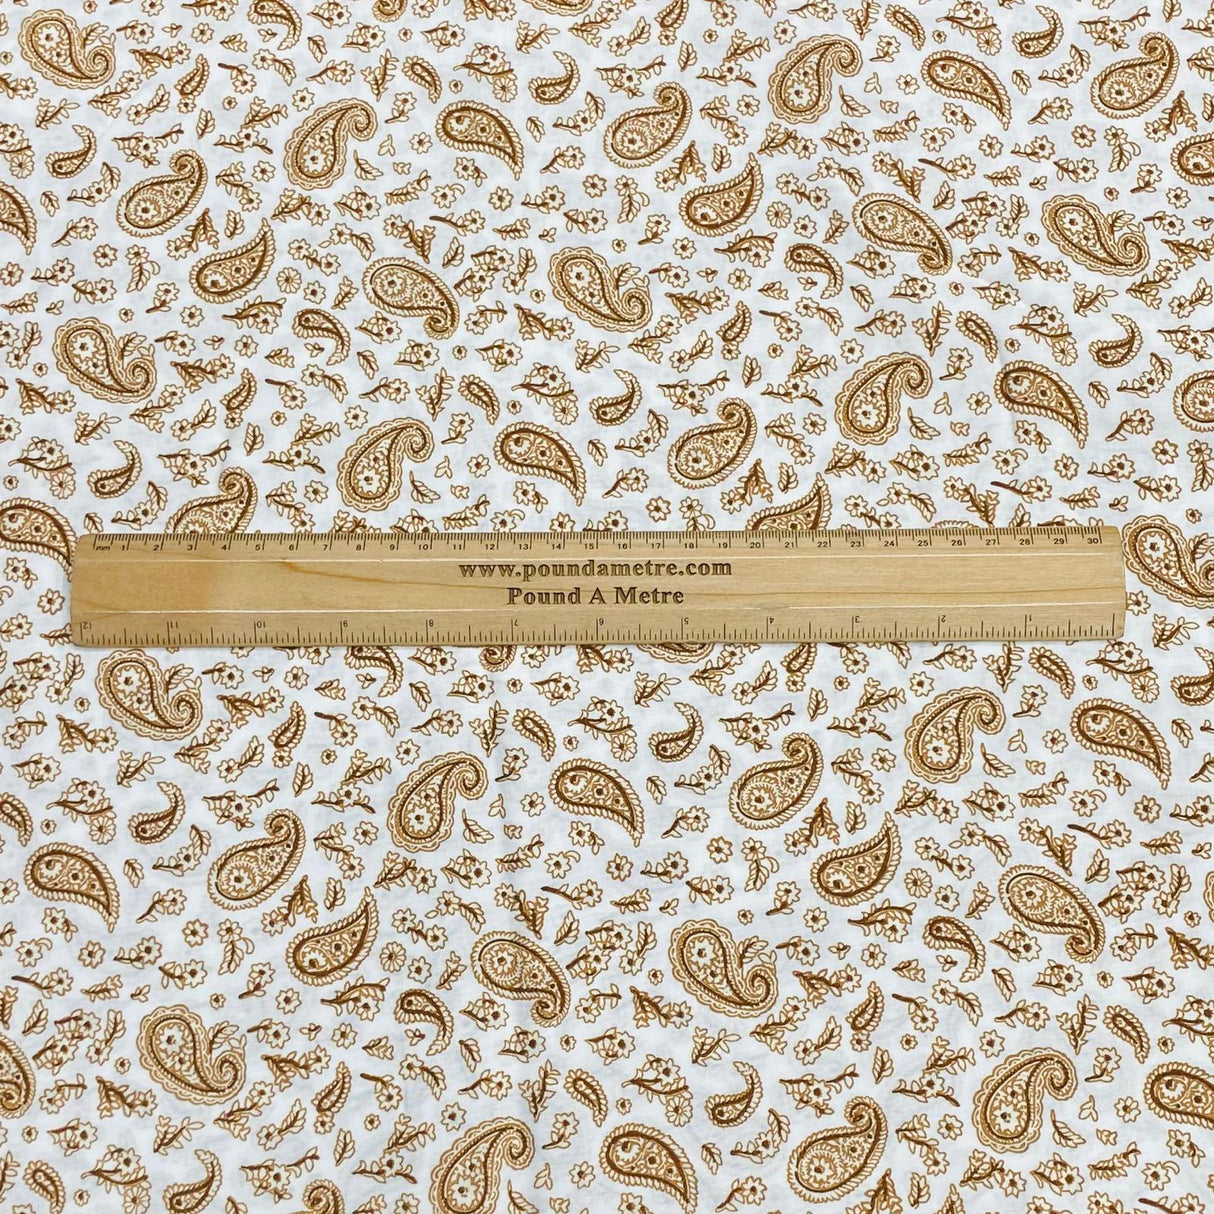 mm 1 2 3 4 5 6 7 8 9 10 11 12 13 14 15 16 17 18 19 20 21 22 23 24 25 26 27 28 29 30
www.poundametre.com
Pound A Metre
12 11 10 9 8 7 6 5 4 3 2 1